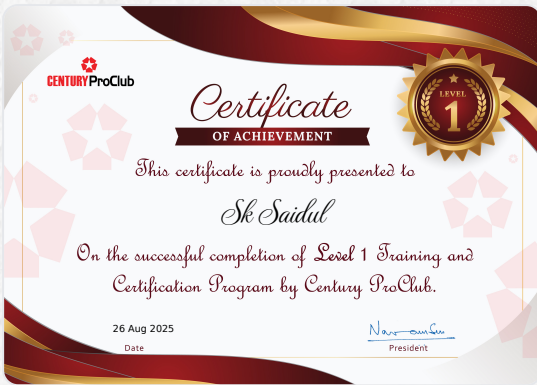 CENTURY ProClub
Certificate
OF ACHIEVEMENT
LEVEL
1
This certificate is proudly presented to
Sk Saidul
On the successful completion of Level 1 Training and
Certification Program by Century ProClub.
26 Aug 2025
Date
President